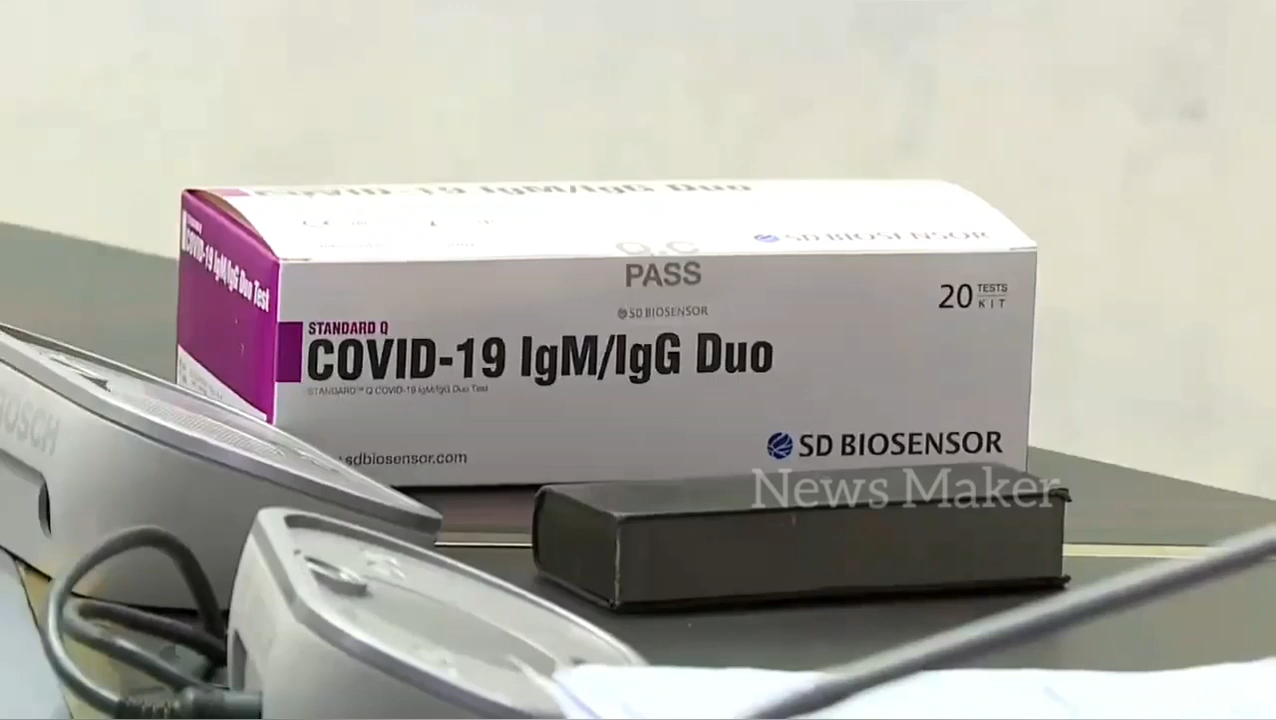 COVID-19 IgM/IgG Duo
SD BIOSENSOR
Q.C
PASS
COVID-19 IgM/IgG Duo Test
SD BIOSENSOR
20 TESTS
KIT
STANDARD Q
COVID-19 IgM/IgG Duo
STANDARD™ Q COVID-19 IgM/IgG Duo Test
sdbiosensor.com
SD BIOSENSOR
News Maker
BOSCH